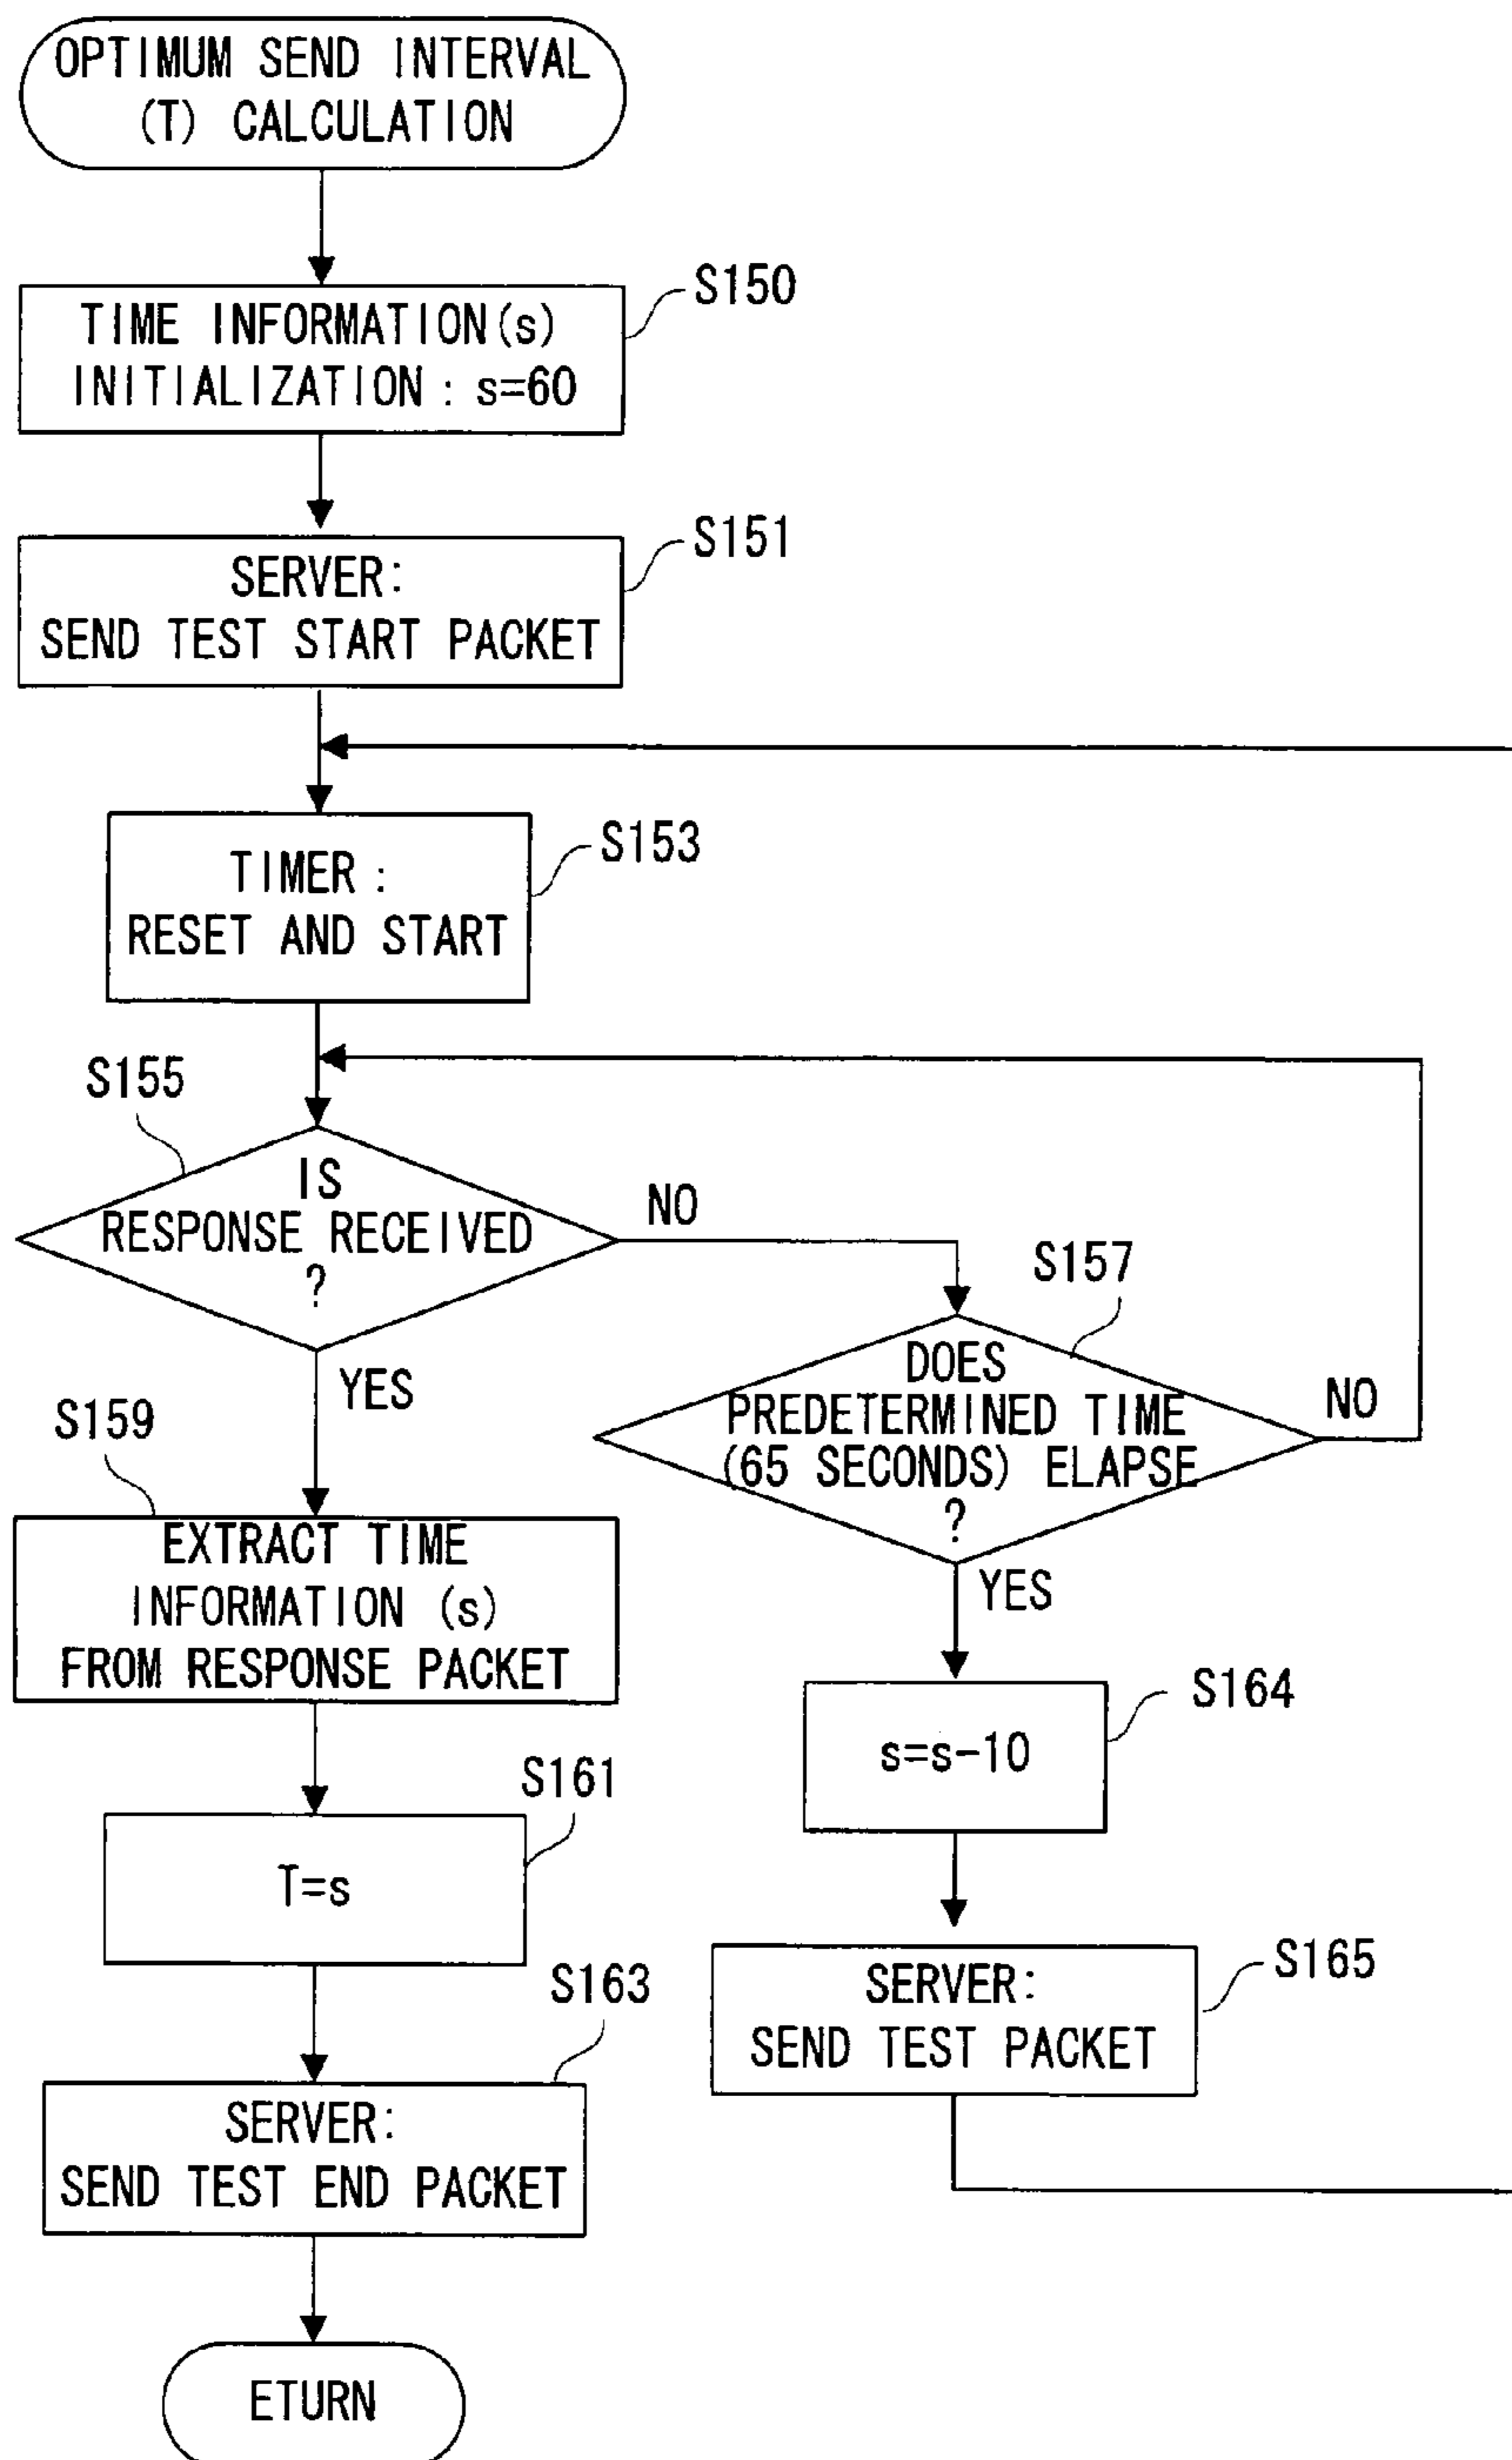 OPTIMUM SEND INTERVAL
(T) CALCULATION
S150
TIME INFORMATION(s)
INITIALIZATION : s=60
S151
SERVER:
SEND TEST START PACKET
S153
TIMER :
RESET AND START
S155
IS
RESPONSE RECEIVED
?
NO
YES
S157
DOES
PREDETERMINED TIME
(65 SECONDS) ELAPSE
?
NO
YES
S159
EXTRACT TIME
INFORMATION (s)
FROM RESPONSE PACKET
S164
s=s-10
S161
T=s
S165
SERVER:
SEND TEST PACKET
S163
SERVER:
SEND TEST END PACKET
ETURN